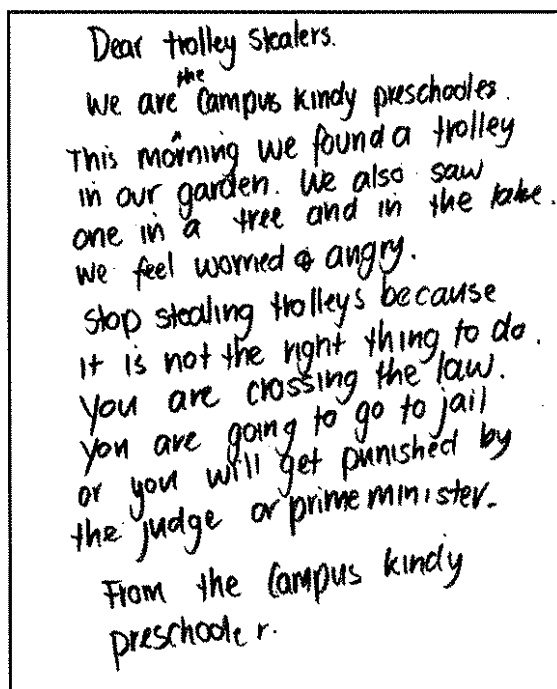 Dear trolley stealers.
We are the Campus kindy preschooles.
This morning we found a trolley
in our garden. We also saw
one in a tree and in the lake.
We feel worried & angry.
Stop stealing trolleys because
it is not the right thing to do.
You are crossing the law.
You are going to go to jail
or you will get punished by
the judge or prime minister.
From the Campus kindy
preschooler.